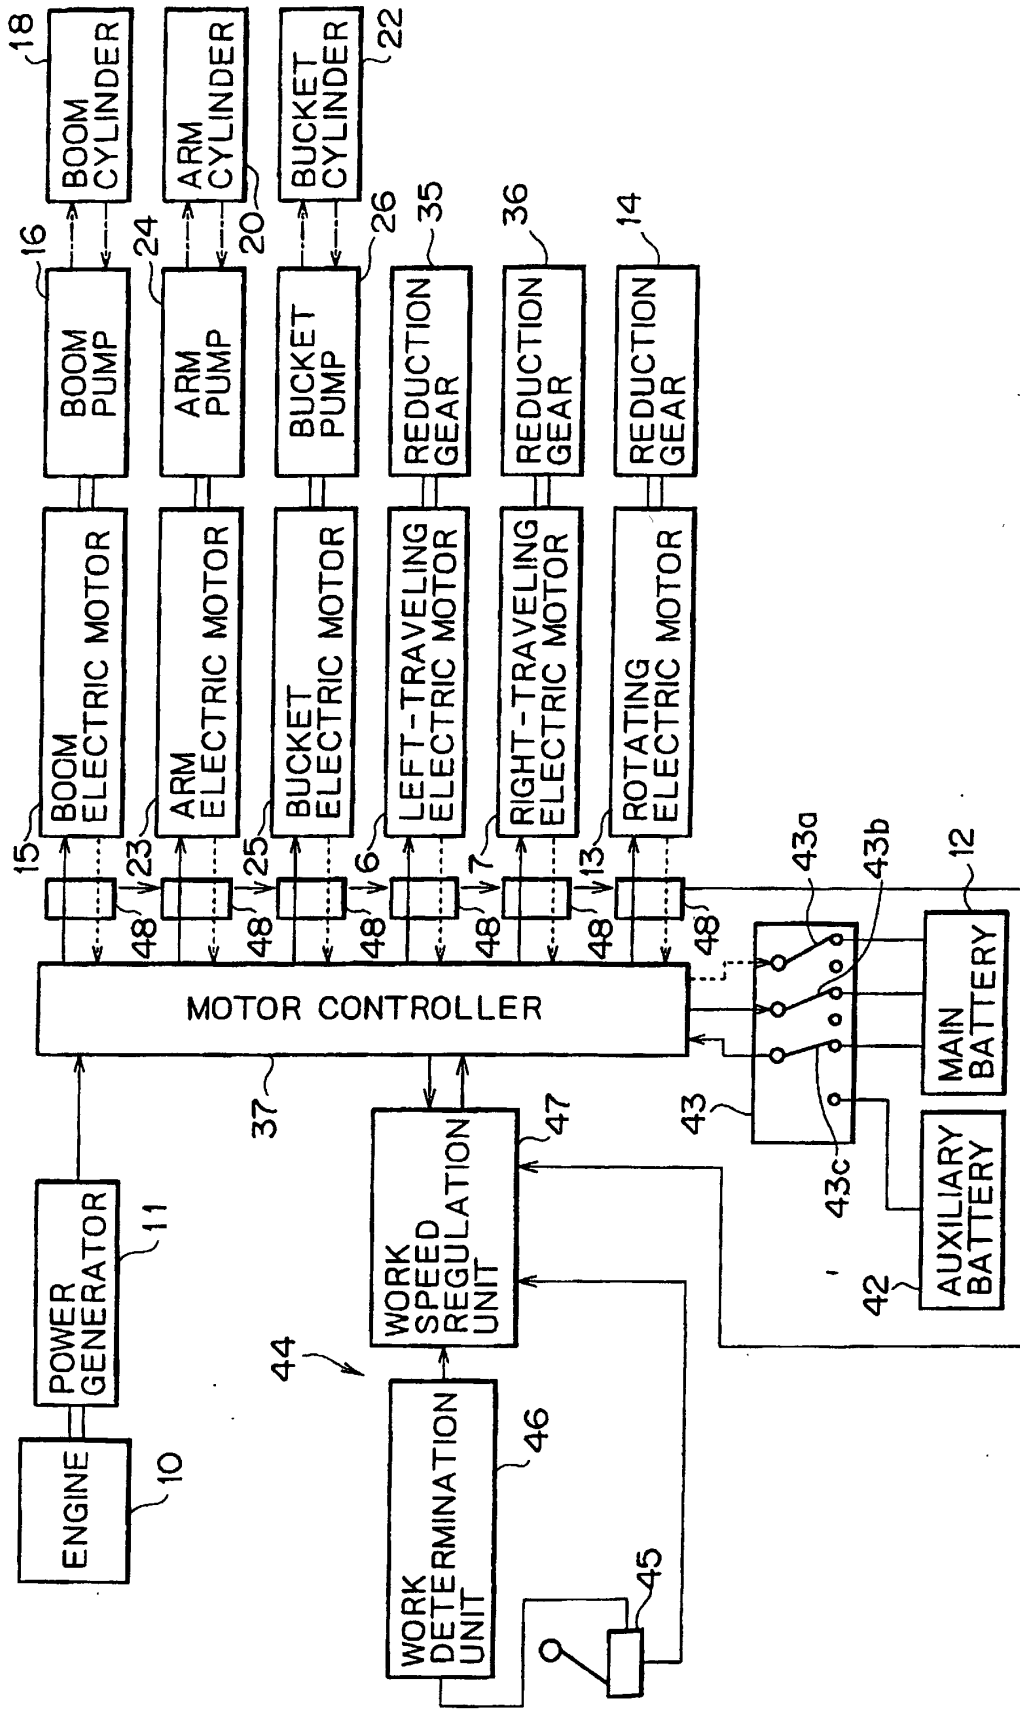 ENGINE
10
POWER
GENERATOR
11
MOTOR CONTROLLER
37
44
WORK
DETERMINATION
UNIT
46
WORK
SPEED
REGULATION
UNIT
47
45
15
BOOM
ELECTRIC MOTOR
16
BOOM
PUMP
18
BOOM
CYLINDER
48
23
ARM
ELECTRIC MOTOR
24
ARM
PUMP
20
ARM
CYLINDER
48
25
BUCKET
ELECTRIC MOTOR
26
BUCKET
PUMP
22
BUCKET
CYLINDER
48
6
LEFT-TRAVELING
ELECTRIC MOTOR
35
REDUCTION
GEAR
48
7
RIGHT-TRAVELING
ELECTRIC MOTOR
36
REDUCTION
GEAR
48
13
ROTATING
ELECTRIC MOTOR
14
REDUCTION
GEAR
48
43
43a
43b
43c
12
MAIN
BATTERY
42
AUXILIARY
BATTERY